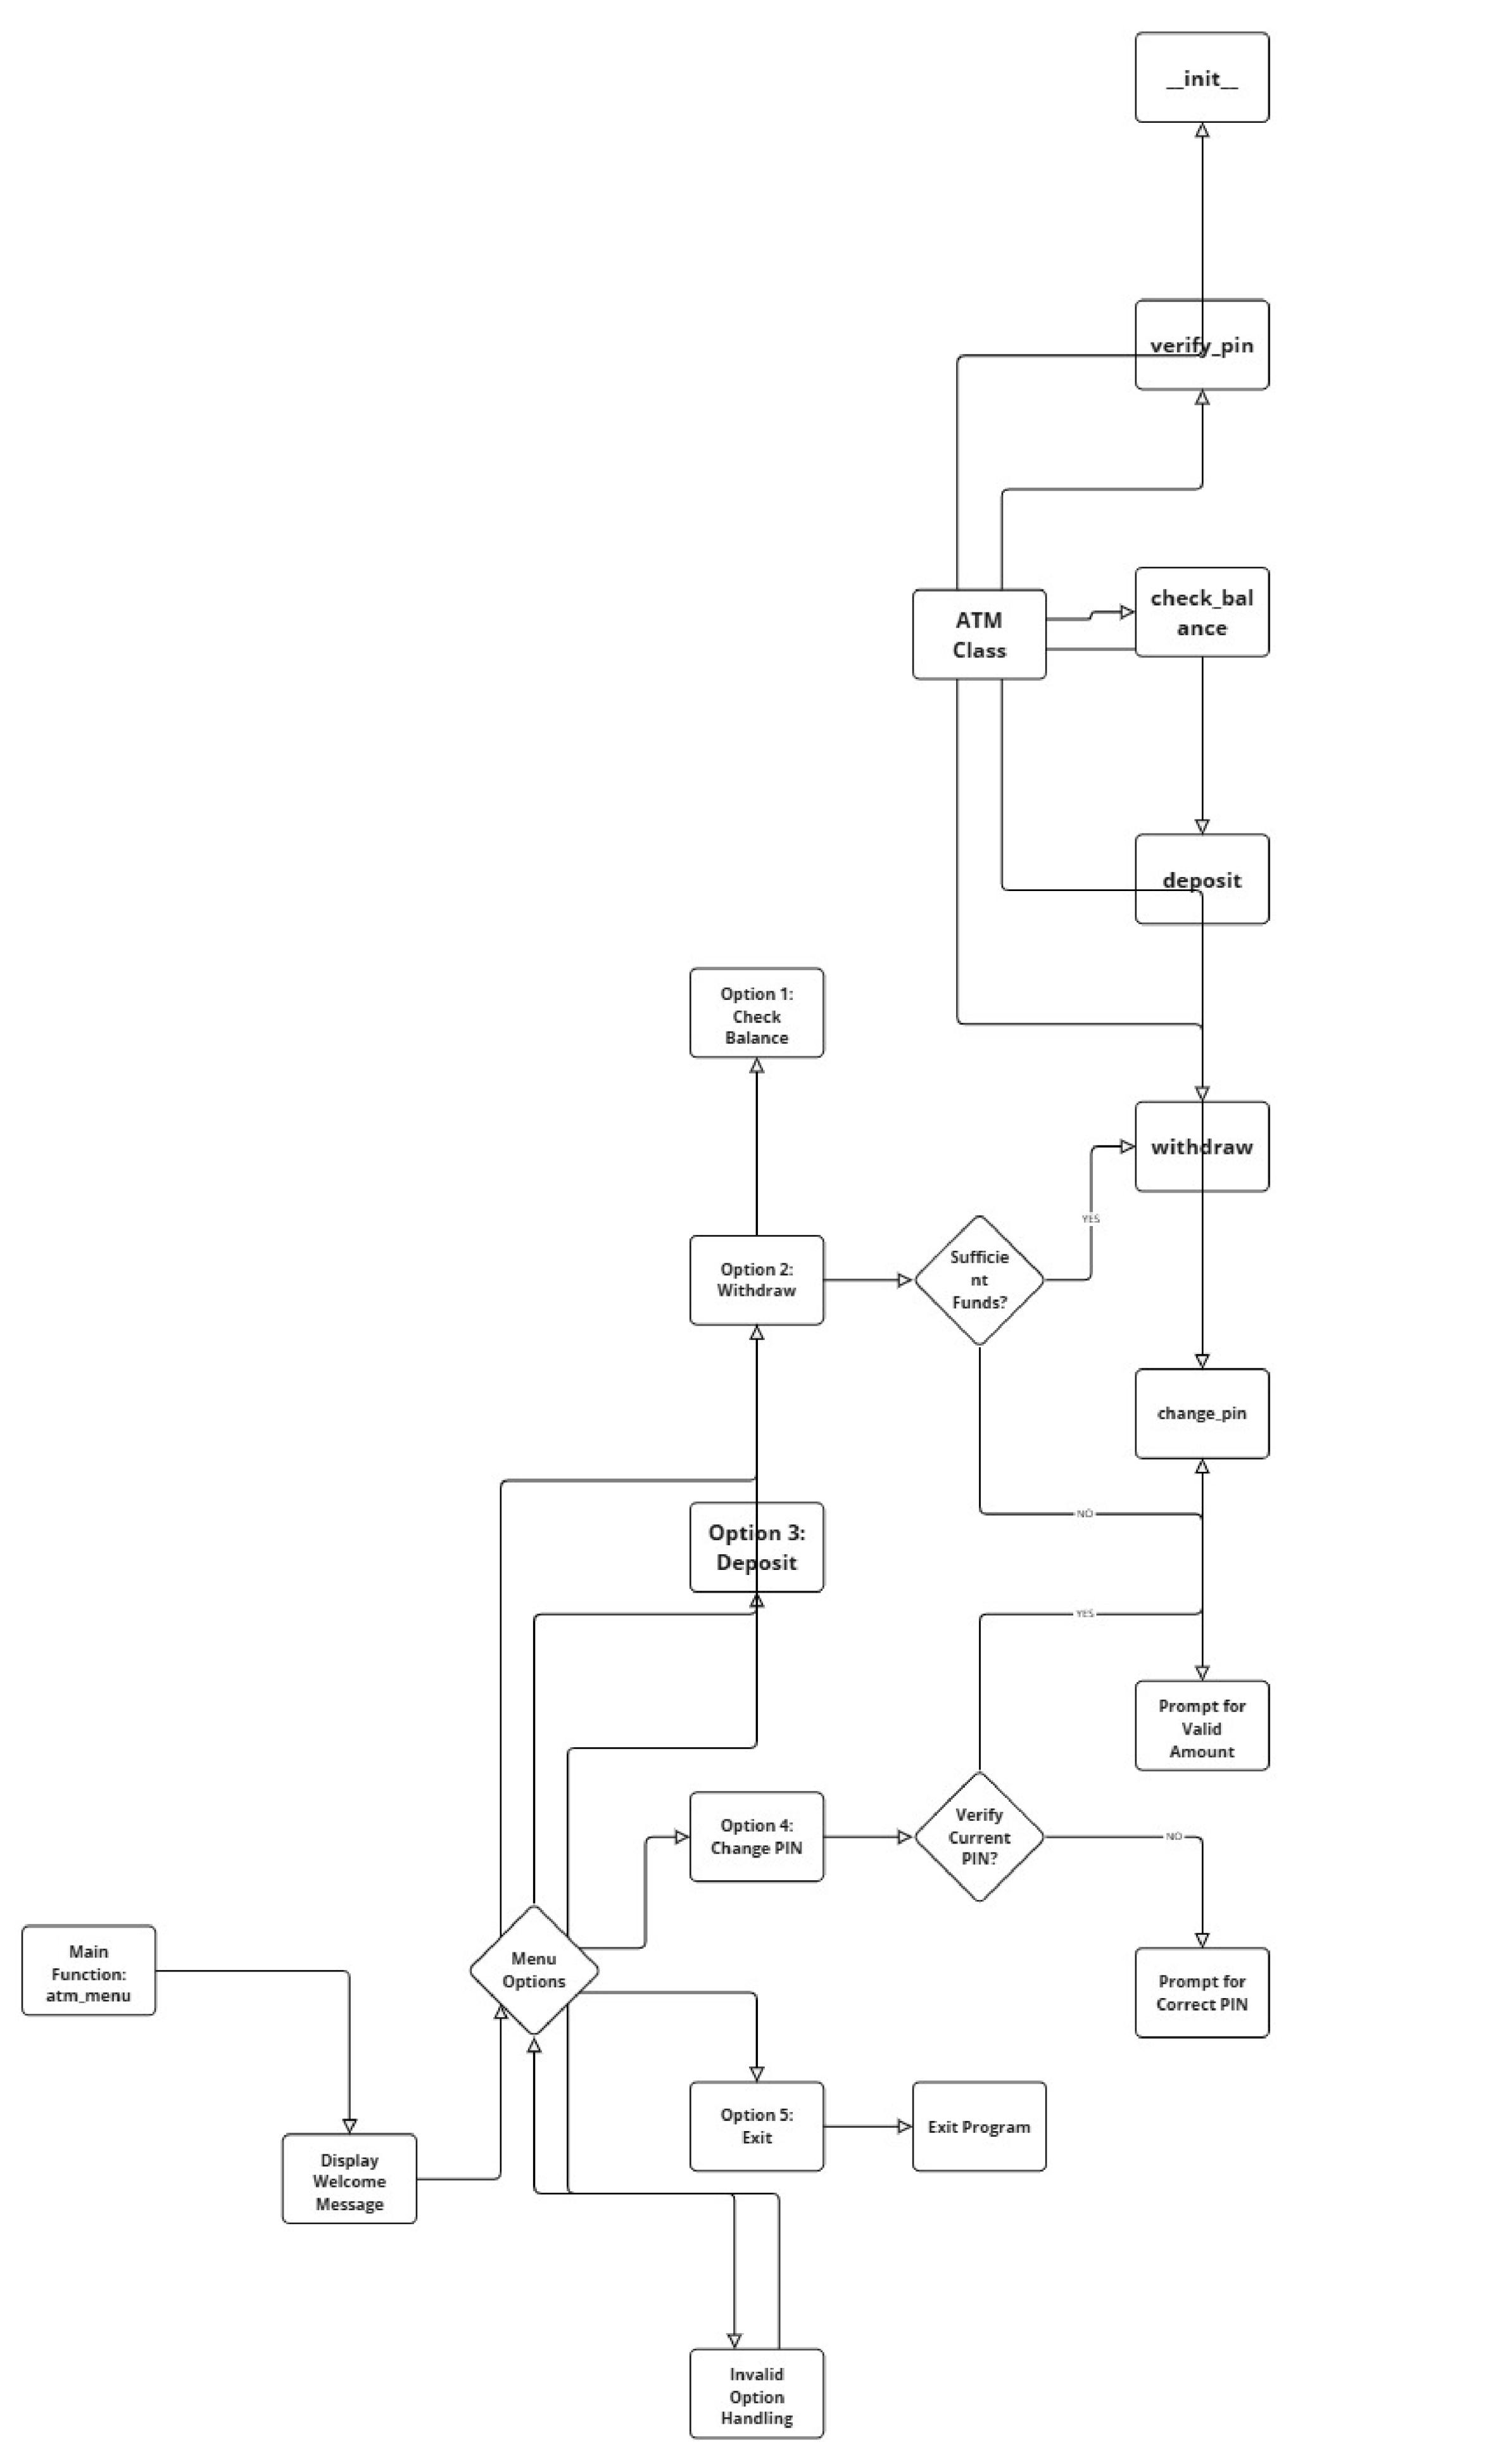 __init__
verify_pin
check_bal
ance
ATM
Class
deposit
Option 1:
Check
Balance
withdraw
YES
Option 2:
Withdraw
Sufficie
nt
Funds?
change_pin
NO
Option 3:
Deposit
YES
Prompt for
Valid
Amount
Option 4:
Change PIN
Verify
Current
PIN?
NO
Main
Function:
atm_menu
Menu
Options
Prompt for
Correct PIN
Option 5:
Exit
Exit Program
Display
Welcome
Message
Invalid
Option
Handling